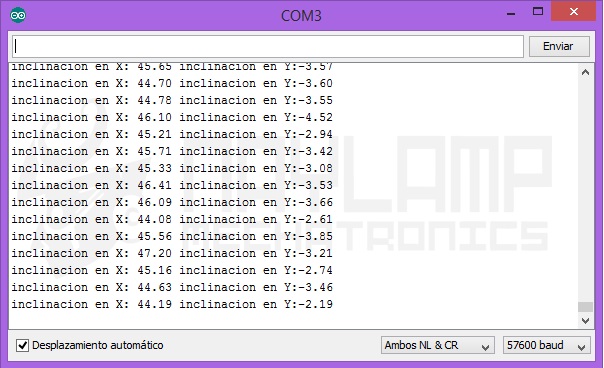 COM3
Enviar
inclinacion en X: 45.65 inclinacion en Y:-3.57
inclinacion en X: 44.70 inclinacion en Y:-3.60
inclinacion en X: 44.78 inclinacion en Y:-3.55
inclinacion en X: 46.10 inclinacion en Y:-4.52
inclinacion en X: 45.21 inclinacion en Y:-2.94
inclinacion en X: 45.71 inclinacion en Y:-3.42
inclinacion en X: 45.33 inclinacion en Y:-3.08
inclinacion en X: 46.41 inclinacion en Y:-3.53
inclinacion en X: 46.09 inclinacion en Y:-3.66
inclinacion en X: 44.08 inclinacion en Y:-2.61
inclinacion en X: 45.56 inclinacion en Y:-3.85
inclinacion en X: 47.20 inclinacion en Y:-3.21
inclinacion en X: 45.16 inclinacion en Y:-2.74
inclinacion en X: 44.63 inclinacion en Y:-3.46
inclinacion en X: 44.19 inclinacion en Y:-2.19
MECHATRONICS
Desplazamiento automático
Ambos NL & CR
57600 baud